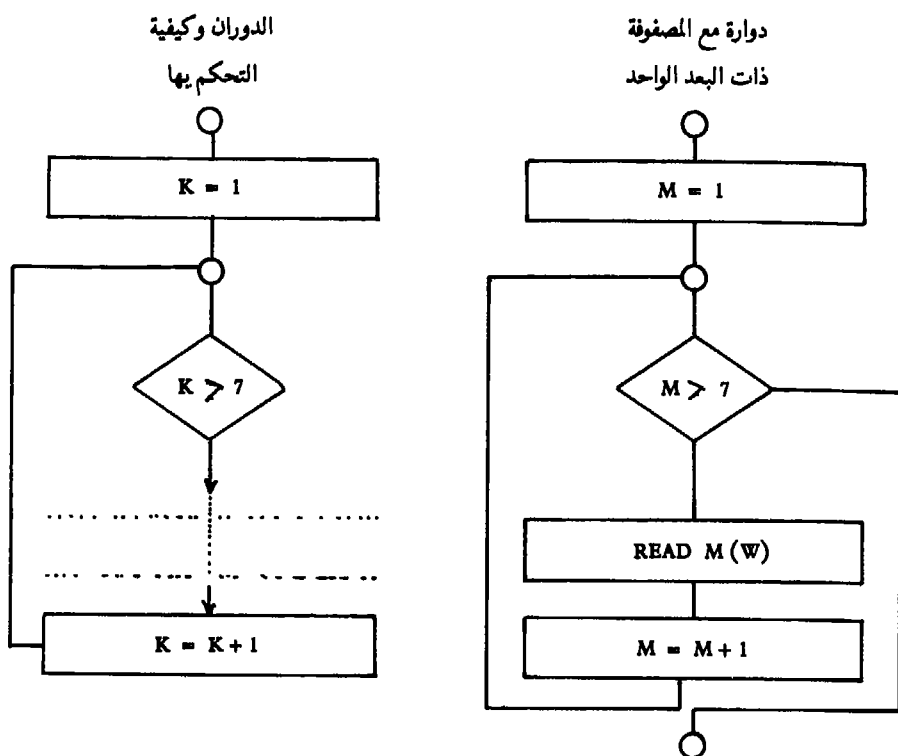 الدوران وكيفية
التحكم بها
K = 1
K > 7
K = K+1
دوارة مع المصفوفة
ذات البعد الواحد
M = 1
M > 7
READ M(W)
M = M+1